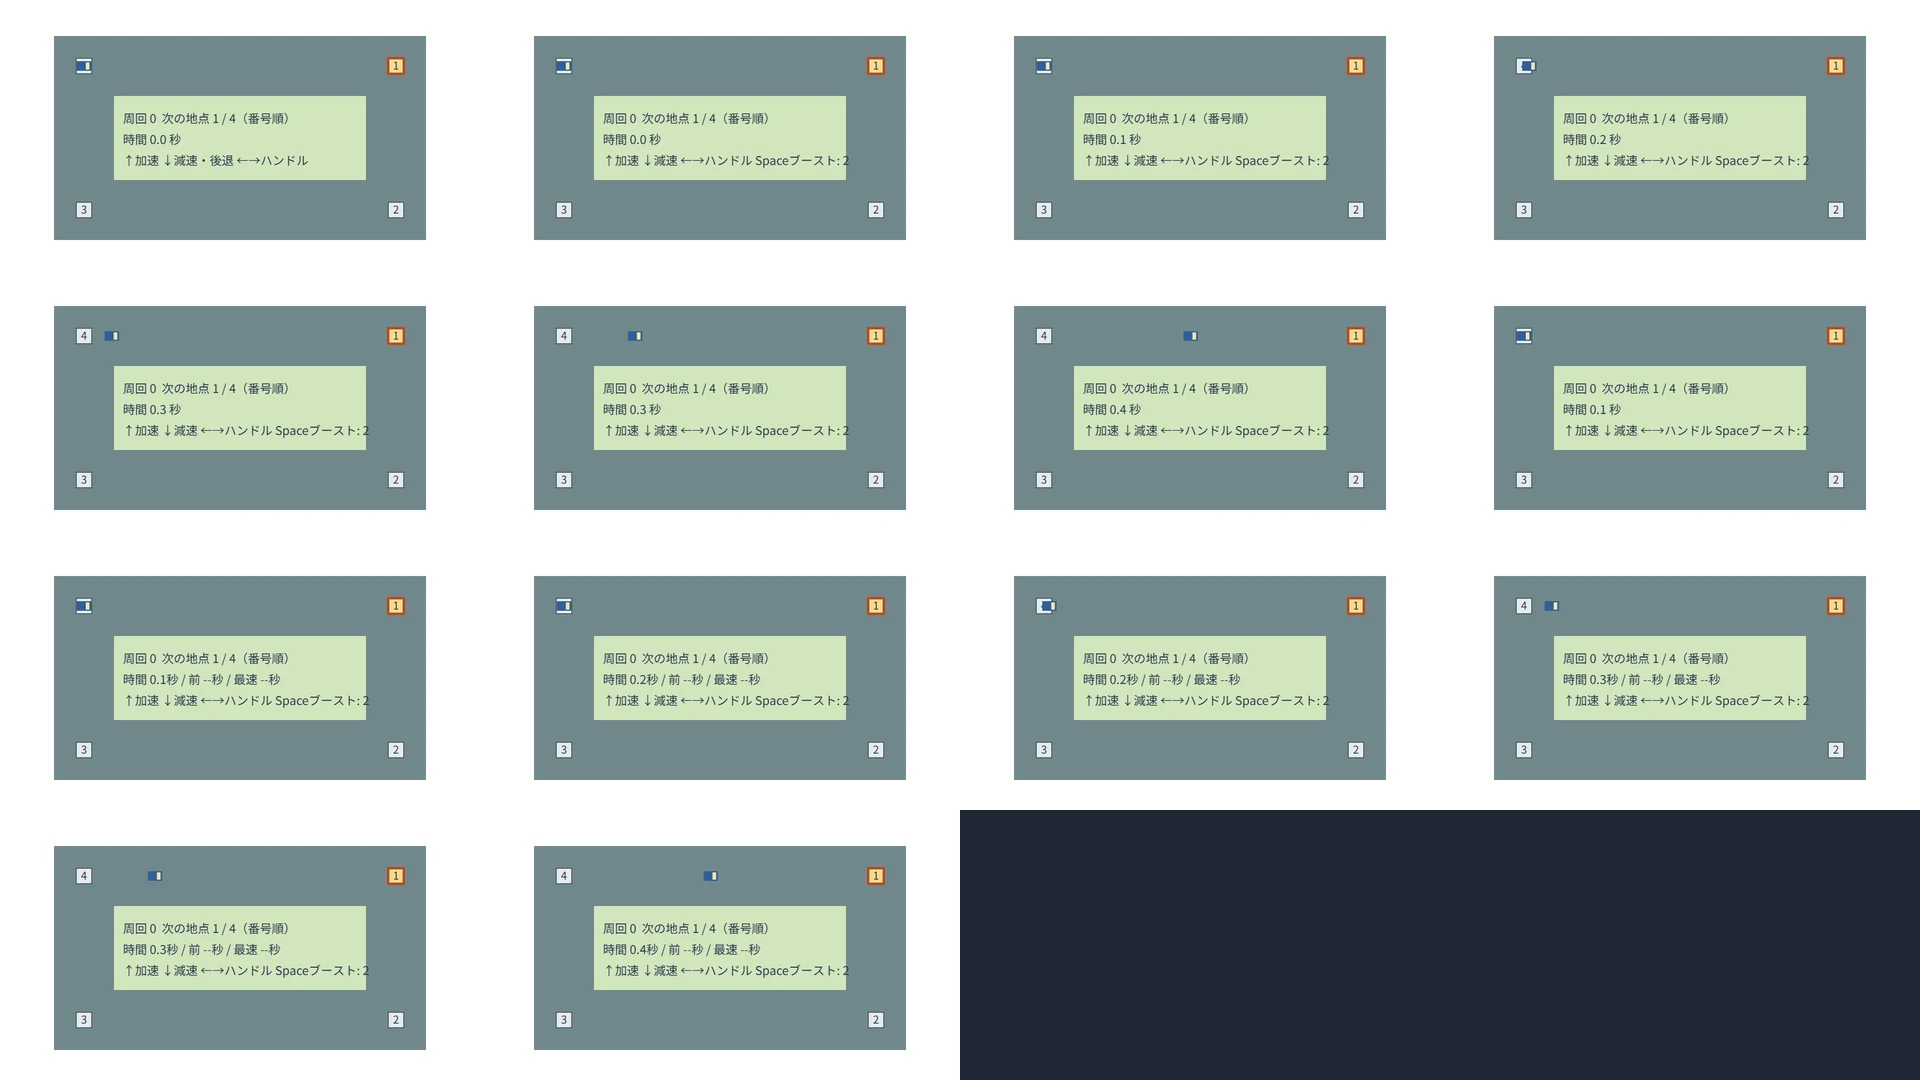 1
周回 0 次の地点 1 / 4（番号順）
時間 0.0 秒
↑加速 ↓減速・後退 ←→ハンドル
3 2
1
周回 0 次の地点 1 / 4（番号順）
時間 0.0 秒
↑加速 ↓減速 ←→ハンドル Spaceブースト: 2
3 2
1
周回 0 次の地点 1 / 4（番号順）
時間 0.1 秒
↑加速 ↓減速 ←→ハンドル Spaceブースト: 2
3 2
1
周回 0 次の地点 1 / 4（番号順）
時間 0.2 秒
↑加速 ↓減速 ←→ハンドル Spaceブースト: 2
3 2
4 1
周回 0 次の地点 1 / 4（番号順）
時間 0.3 秒
↑加速 ↓減速 ←→ハンドル Spaceブースト: 2
3 2
4 1
周回 0 次の地点 1 / 4（番号順）
時間 0.3 秒
↑加速 ↓減速 ←→ハンドル Spaceブースト: 2
3 2
4 1
周回 0 次の地点 1 / 4（番号順）
時間 0.4 秒
↑加速 ↓減速 ←→ハンドル Spaceブースト: 2
3 2
1
周回 0 次の地点 1 / 4（番号順）
時間 0.1 秒
↑加速 ↓減速 ←→ハンドル Spaceブースト: 2
3 2
1
周回 0 次の地点 1 / 4（番号順）
時間 0.1秒 / 前 --秒 / 最速 --秒
↑加速 ↓減速 ←→ハンドル Spaceブースト: 2
3 2
1
周回 0 次の地点 1 / 4（番号順）
時間 0.2秒 / 前 --秒 / 最速 --秒
↑加速 ↓減速 ←→ハンドル Spaceブースト: 2
3 2
1
周回 0 次の地点 1 / 4（番号順）
時間 0.2秒 / 前 --秒 / 最速 --秒
↑加速 ↓減速 ←→ハンドル Spaceブースト: 2
3 2
4 1
周回 0 次の地点 1 / 4（番号順）
時間 0.3秒 / 前 --秒 / 最速 --秒
↑加速 ↓減速 ←→ハンドル Spaceブースト: 2
3 2
4 1
周回 0 次の地点 1 / 4（番号順）
時間 0.3秒 / 前 --秒 / 最速 --秒
↑加速 ↓減速 ←→ハンドル Spaceブースト: 2
3 2
4 1
周回 0 次の地点 1 / 4（番号順）
時間 0.4秒 / 前 --秒 / 最速 --秒
↑加速 ↓減速 ←→ハンドル Spaceブースト: 2
3 2